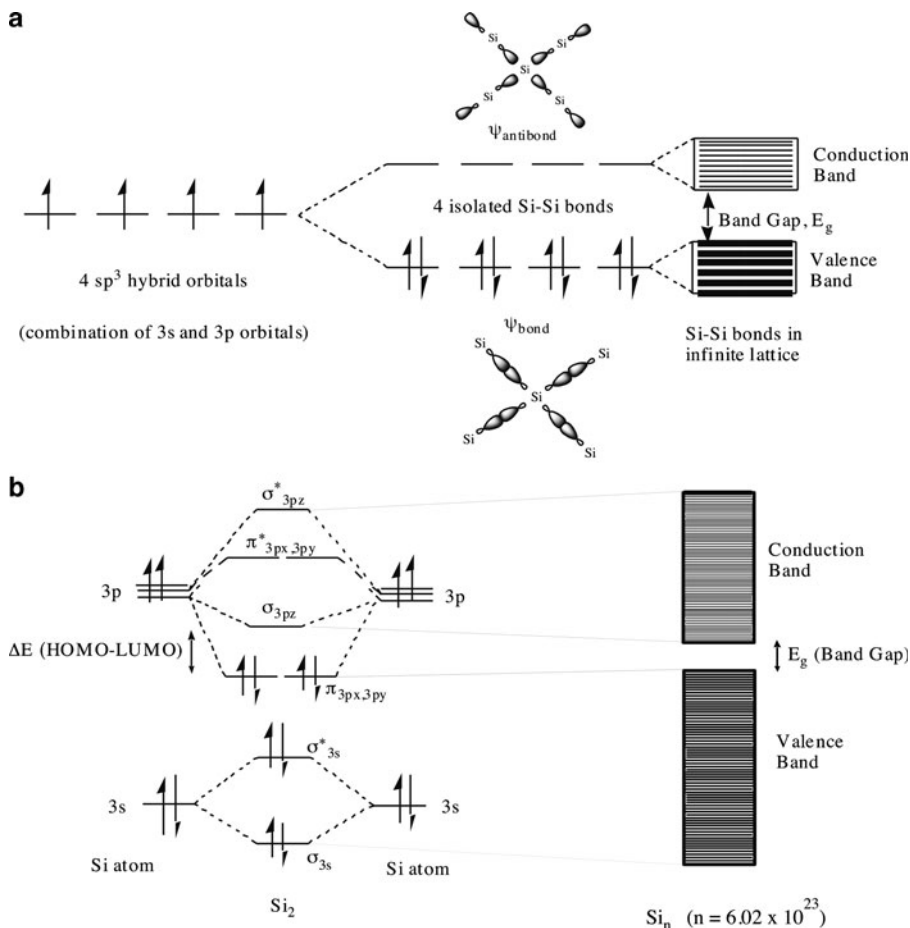 a
Si Si
Si
Si Si
ψantibond
Conduction
Band
4 isolated Si-Si bonds
Band Gap, Eg
4 sp³ hybrid orbitals
Valence
Band
(combination of 3s and 3p orbitals)
ψbond
Si-Si bonds in
infinite lattice
Si Si
Si
Si Si
b
σ*3pz
π*3px,3py
Conduction
Band
3p 3p
σ3pz
ΔE (HOMO-LUMO)
Eg (Band Gap)
π3px,3py
σ*3s
Valence
Band
3s 3s
σ3s
Si atom Si atom
Si2
Sin (n = 6.02 x 10²³)